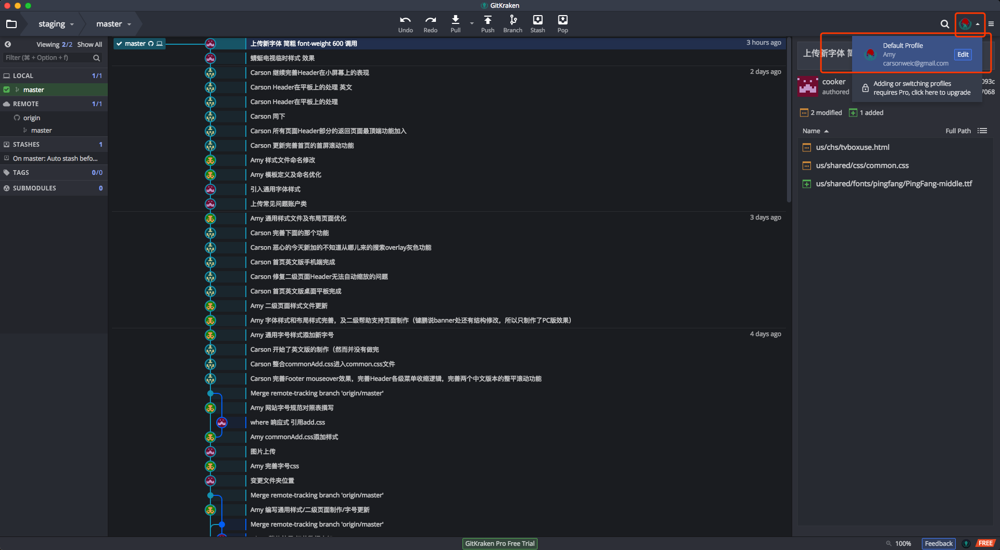 GitKraken
staging
master
Undo
Redo
Pull
Push
Branch
Stash
Pop
Viewing 2/2 Show All
Filter (⌘ + Option + f)
LOCAL 1/1
master
REMOTE 1/1
origin
master
STASHES 1
On master: Auto stash befo...
TAGS 0/0
SUBMODULES 0
master
上传新字体 简粗 font-weight 600 调用 3 hours ago
蜻蜓电视临时样式 效果
Carson 继续完善Header在小屏幕上的表现 2 days ago
Carson Header在平板上的处理 英文
Carson Header在平板上的处理
Carson 同下
Carson 所有页面Header部分的返回页面最顶端功能加入
Carson 更新完善首页的首屏滚动功能
Amy 样式文件命名修改
Amy 模板定义及命名优化
引入通用字体样式
上传常见问题账户类
Amy 通用样式文件及布局页面优化 3 days ago
Carson 完善下面的那个功能
Carson 恶心的今天新加的不知道从哪儿来的搜索overlay灰色功能
Carson 首页英文版手机端完成
Carson 修复二级页面Header无法自动缩放的问题
Carson 首页英文版桌面平板完成
Amy 二级页面样式文件更新
Amy 字体样式和布局样式完善，及二级帮助支持页面制作（键鹏说banner处还有结构修改，所以只制作了PC版效果）
Amy 通用字号样式添加新字号 4 days ago
Carson 开始了英文版的制作（然而并没有做完
Carson 整合commonAdd.css进入common.css文件
Carson 完善Footer mouseover效果，完善Header各级菜单收缩逻辑，完善两个中文版本的整平滚动功能
Merge remote-tracking branch 'origin/master'
Amy 网站字号规范对照表撰写
where 响应式 引用add.css
Amy commonAdd.css添加样式
图片上传
Amy 完善字号css
变更文件夹位置
Merge remote-tracking branch 'origin/master'
Amy 编写通用样式/二级页面制作/字号更新
Merge remote-tracking branch 'origin/master'
上传新字体 简
Default Profile
Amy
carsonweic@gmail.com
Edit
cooker
authored
Adding or switching profiles
requires Pro, click here to upgrade
093c
7068
2 modified 1 added
Name Full Path
us/chs/tvboxuse.html
us/shared/css/common.css
us/shared/fonts/pingfang/PingFang-middle.ttf
GitKraken Pro Free Trial
100%
Feedback
FREE